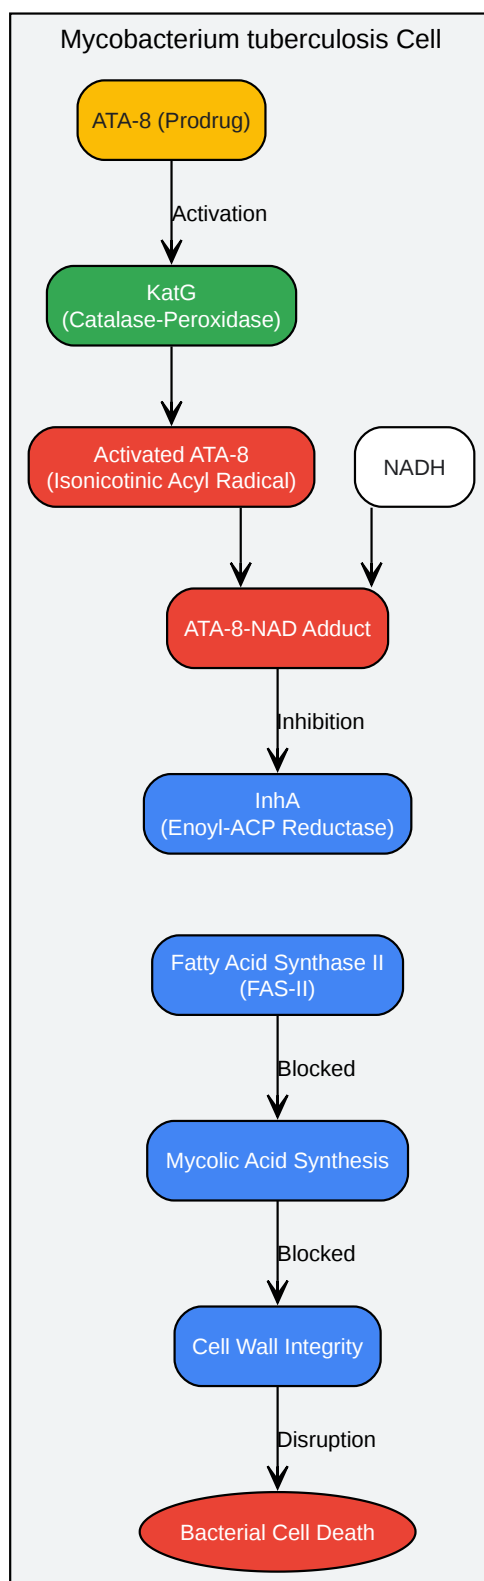 Mycobacterium tuberculosis Cell
ATA-8 (Prodrug)
Activation
KatG
(Catalase-Peroxidase)
Activated ATA-8
(Isonicotinic Acyl Radical)
NADH
ATA-8-NAD Adduct
Inhibition
InhA
(Enoyl-ACP Reductase)
Fatty Acid Synthase II
(FAS-II)
Blocked
Mycolic Acid Synthesis
Blocked
Cell Wall Integrity
Disruption
Bacterial Cell Death